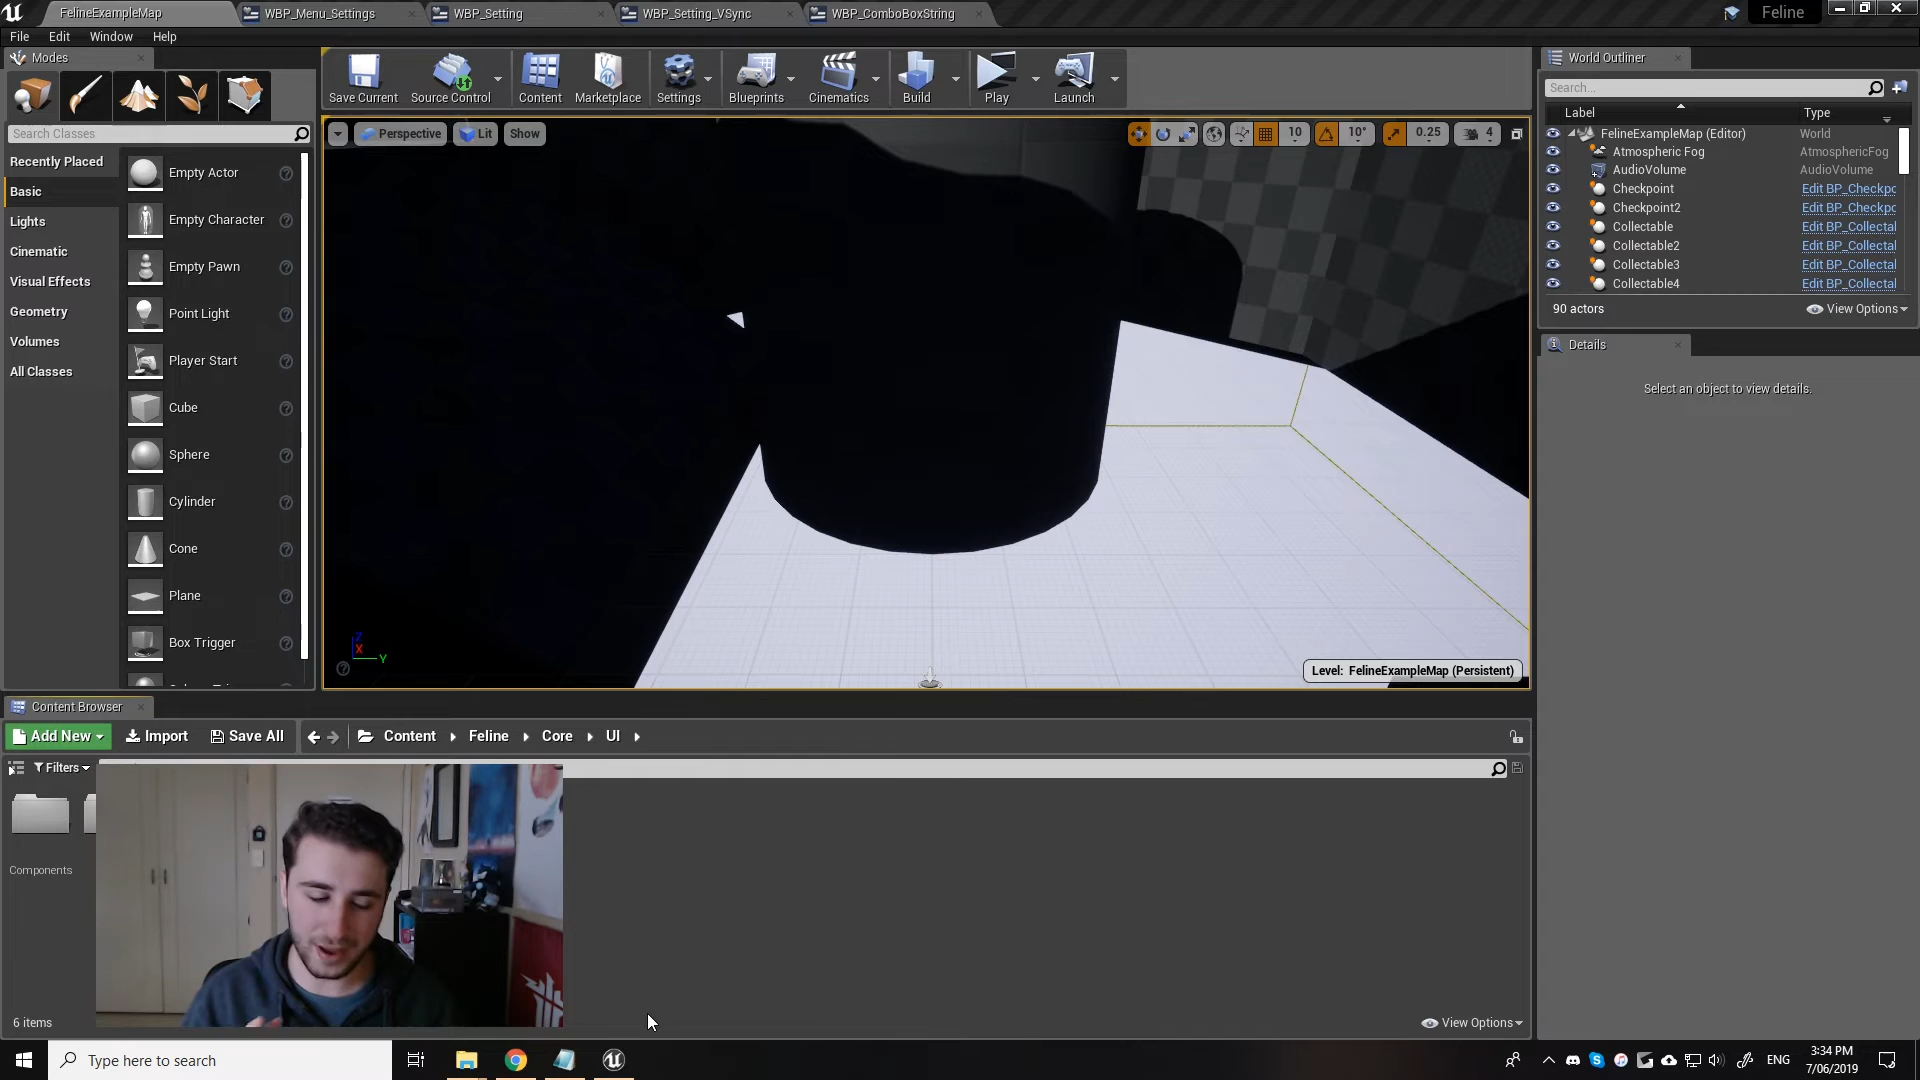 FelineExampleMap
WBP_Menu_Settings
WBP_Setting
WBP_Setting_VSync
WBP_ComboBoxString
Feline
File
Edit
Window
Help
Modes
Save Current
Source Control
Content
Marketplace
Settings
Blueprints
Cinematics
Build
Play
Launch
World Outliner
Search...
Label
Type
Search Classes
Perspective
Lit
Show
10
10°
0.25
4
FelineExampleMap (Editor)
World
Atmospheric Fog
AtmosphericFog
AudioVolume
AudioVolume
Checkpoint
Edit BP_Checkpo
Checkpoint2
Edit BP_Checkpo
Collectable
Edit BP_Collectal
Collectable2
Edit BP_Collectal
Collectable3
Edit BP_Collectal
Collectable4
Edit BP_Collectal
90 actors
View Options
Details
Select an object to view details.
Recently Placed
Basic
Lights
Cinematic
Visual Effects
Geometry
Volumes
All Classes
Empty Actor
Empty Character
Empty Pawn
Point Light
Player Start
Cube
Sphere
Cylinder
Cone
Plane
Box Trigger
Z
X
Y
Level: FelineExampleMap (Persistent)
Content Browser
Add New
Import
Save All
Content
Feline
Core
UI
Filters
Components
6 items
View Options
Type here to search
ENG
3:34 PM
7/06/2019